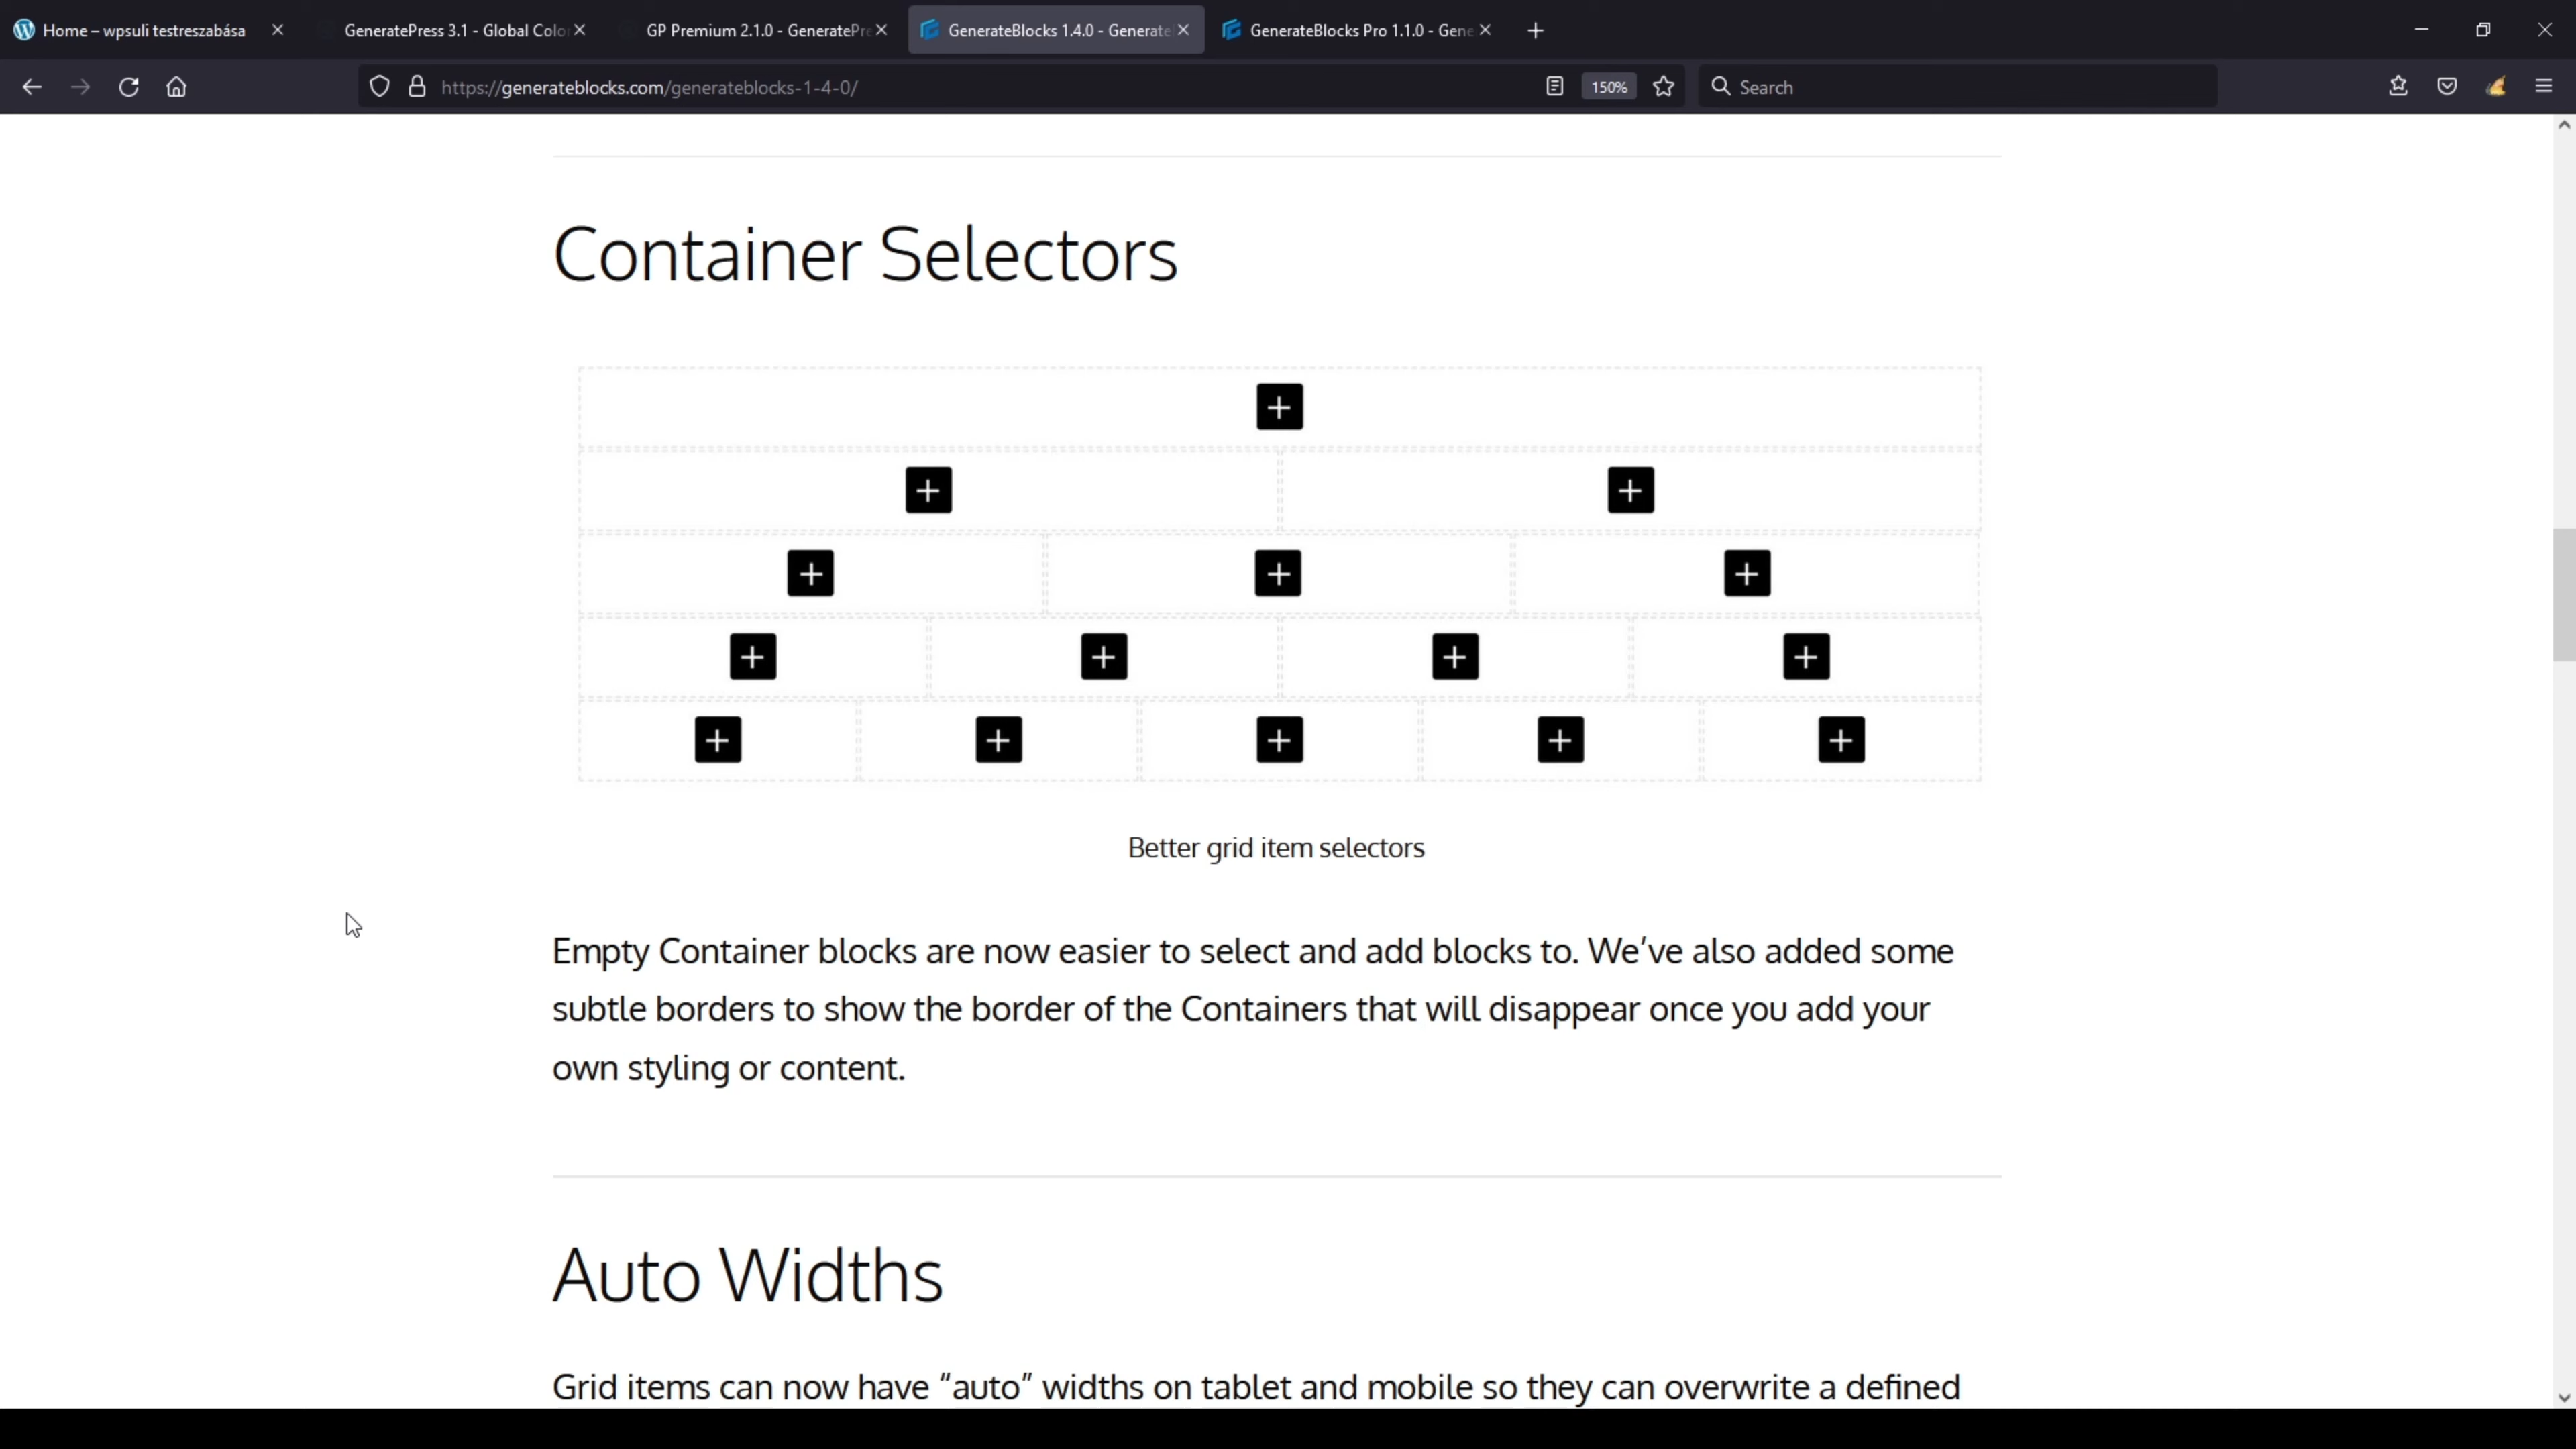 Home – wpsuli testreszabása
GeneratePress 3.1 - Global Colo
GP Premium 2.1.0 - GeneratePre
GenerateBlocks 1.4.0 - Generate
GenerateBlocks Pro 1.1.0 - Gene
https://generateblocks.com/generateblocks-1-4-0/
150%
Search
Container Selectors
Better grid item selectors
Empty Container blocks are now easier to select and add blocks to. We’ve also added some
subtle borders to show the border of the Containers that will disappear once you add your
own styling or content.
Auto Widths
Grid items can now have “auto” widths on tablet and mobile so they can overwrite a defined